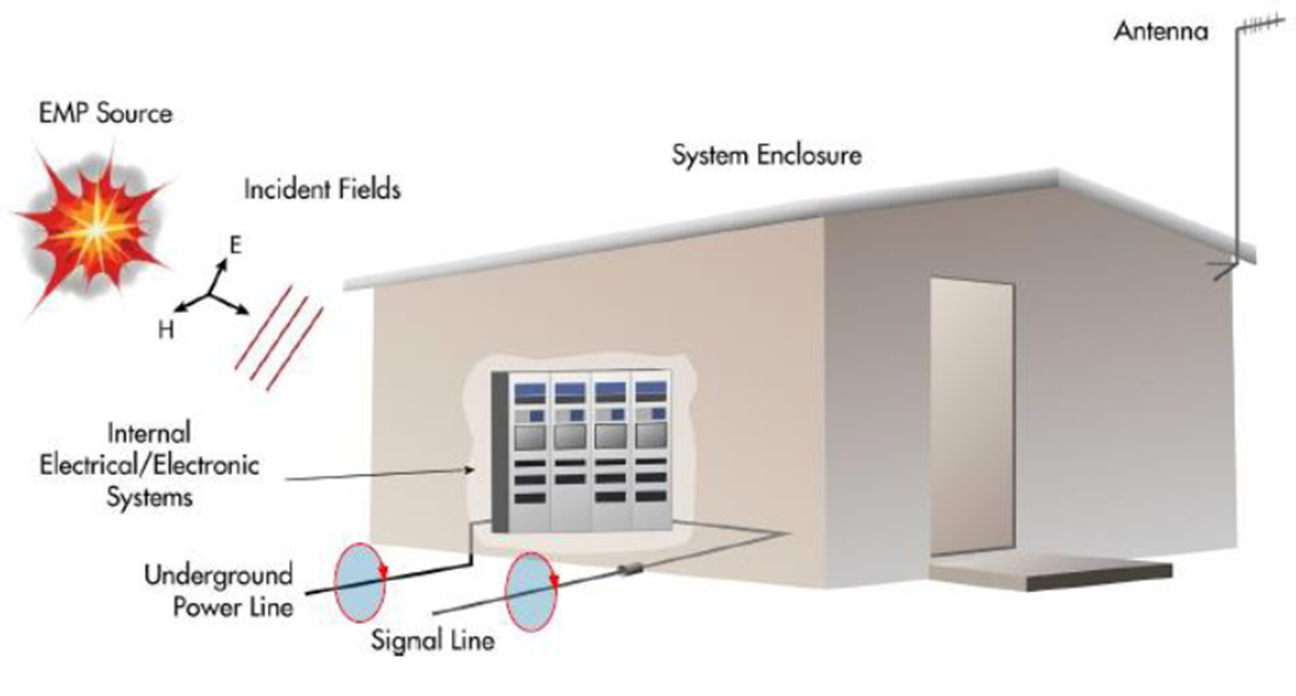 Antenna
EMP Source
System Enclosure
Incident Fields
E
H
Internal
Electrical/Electronic
Systems
Underground
Power Line
Signal Line